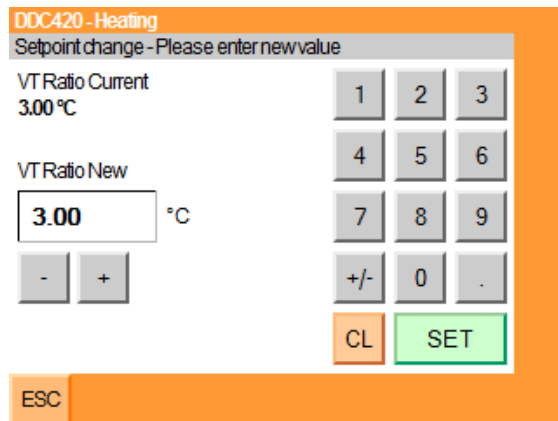 DDC420 - Heating
Setpoint change - Please enter new value
VT Ratio Current
3.00 °C
VT Ratio New
3.00 °C
- +
1 2 3
4 5 6
7 8 9
+/- 0 .
CL SET
ESC